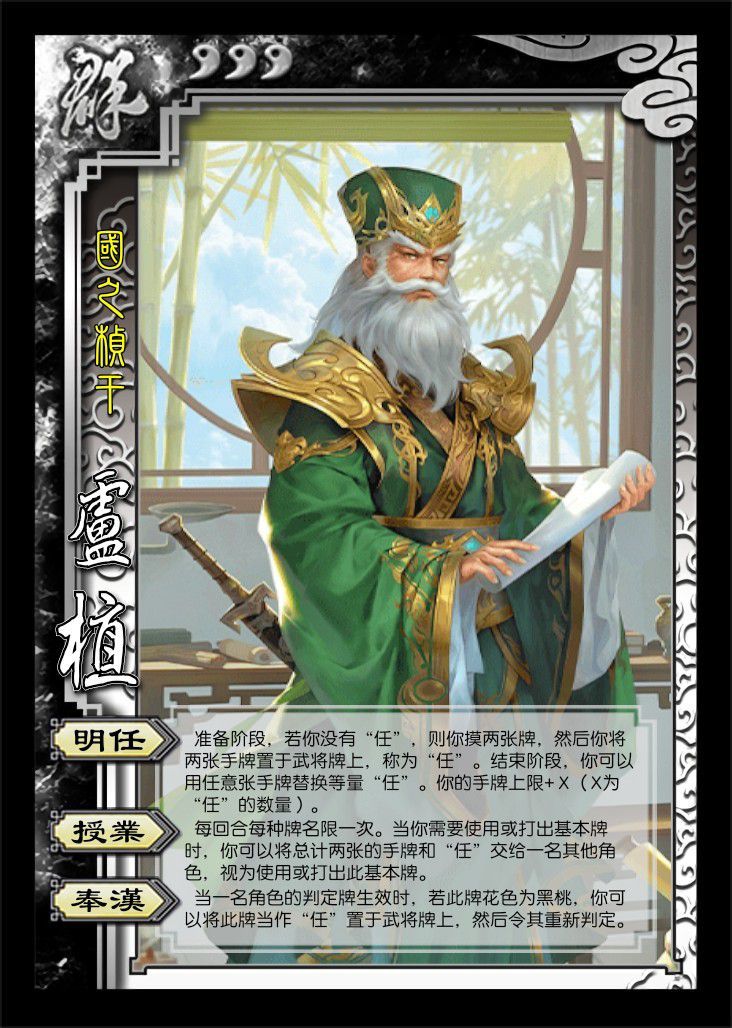 群
國之楨干
盧植
明任
准备阶段，若你没有“任”，则你摸两张牌，然后你将
两张手牌置于武将牌上，称为“任”。结束阶段，你可以
用任意张手牌替换等量“任”。你的手牌上限+X（X为
“任”的数量）。
授業
每回合每种牌名限一次。当你需要使用或打出基本牌
时，你可以将总计两张的手牌和“任”交给一名其他角
色，视为使用或打出此基本牌。
奉漢
当一名角色的判定牌生效时，若此牌花色为黑桃，你可
以将此牌当作“任”置于武将牌上，然后令其重新判定。